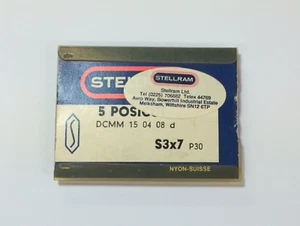 STELLRAM
STELL
Stellram Ltd.
Tel (0225) 706882 Telex 44769
Avro Way, Bowerhill Industrial Estate
Melksham, Wiltshire SN12 6TP
5 POSIC
DCMM 15 04 08 d
S3x7 P30
NYON-SUISSE